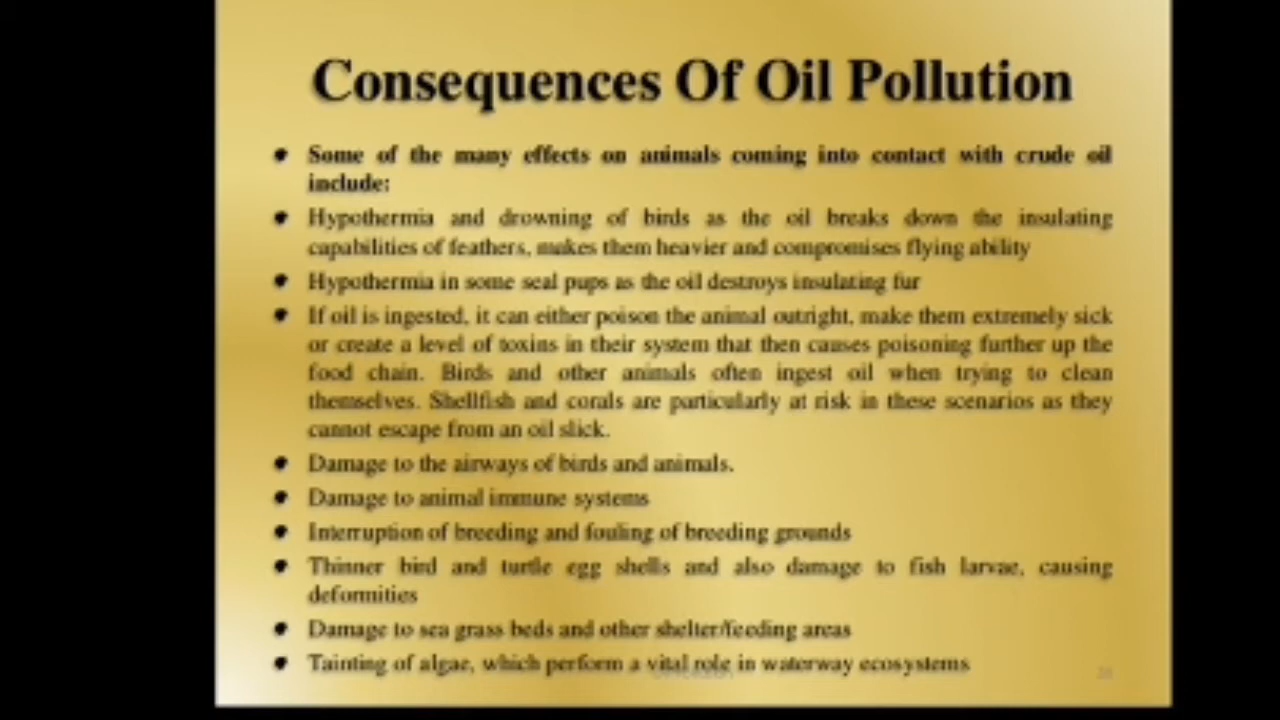 Consequences Of Oil Pollution
Some of the many effects on animals coming into contact with crude oil
include:
Hypothermia and drowning of birds as the oil breaks down the insulating
capabilities of feathers, makes them heavier and compromises flying ability
Hypothermia in some seal pups as the oil destroys insulating fur
If oil is ingested, it can either poison the animal outright, make them extremely sick
or create a level of toxins in their system that then causes poisoning further up the
food chain. Birds and other animals often ingest oil when trying to clean
themselves. Shellfish and corals are particularly at risk in these scenarios as they
cannot escape from an oil slick.
Damage to the airways of birds and animals.
Damage to animal immune systems
Interruption of breeding and fouling of breeding grounds
Thinner bird and turtle egg shells and also damage to fish larvae, causing
deformities
Damage to sea grass beds and other shelter/feeding areas
Tainting of algae, which perform a vital role in waterway ecosystems